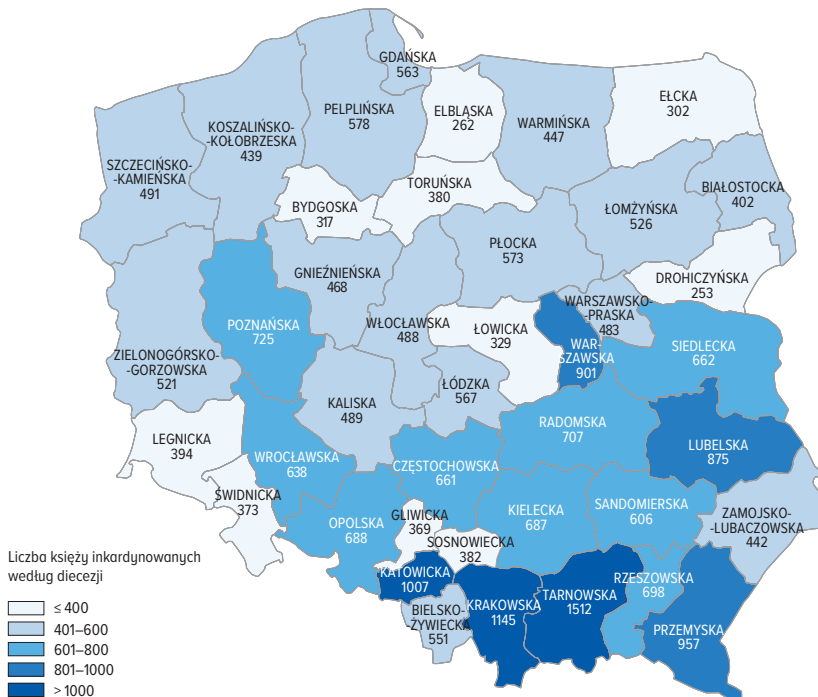 GDAŃSKA
563
PELPLIŃSKA
578
ELBLĄSKA
262
WARMIŃSKA
447
EŁCKA
302
KOSZALIŃSKO-
-KOŁOBRZESKA
439
SZCZECIŃSKO-
-KAMIEŃSKA
491
BYDGOSKA
317
TORUŃSKA
380
ŁOMŻYŃSKA
526
BIAŁOSTOCKA
402
PŁOCKA
573
GNIEŹNIEŃSKA
468
DROHICZYŃSKA
253
POZNAŃSKA
725
WŁOCŁAWSKA
488
ŁOWICKA
329
WARSZAWSKO-
-PRASKA
483
WAR-
SZAWSKA
901
SIEDLECKA
662
ZIELONOGÓRSKO-
-GORZOWSKA
521
KALISKA
489
ŁÓDZKA
567
RADOMSKA
707
LUBELSKA
875
LEGNICKA
394
WROCŁAWSKA
638
CZĘSTOCHOWSKA
661
ŚWIDNICKA
373
OPOLSKA
688
GLIWICKA
369
SOSNOWIECKA
382
KIELECKA
687
SANDOMIERSKA
606
ZAMOJSKO-
-LUBACZOWSKA
442
KATOWICKA
1007
BIELSKO-
-ŻYWIECKA
551
KRAKOWSKA
1145
TARNOWSKA
1512
RZESZOWSKA
698
PRZEMYSKA
957
Liczba księży inkardynowanych
według diecezji
≤ 400
401–600
601–800
801–1000
> 1000